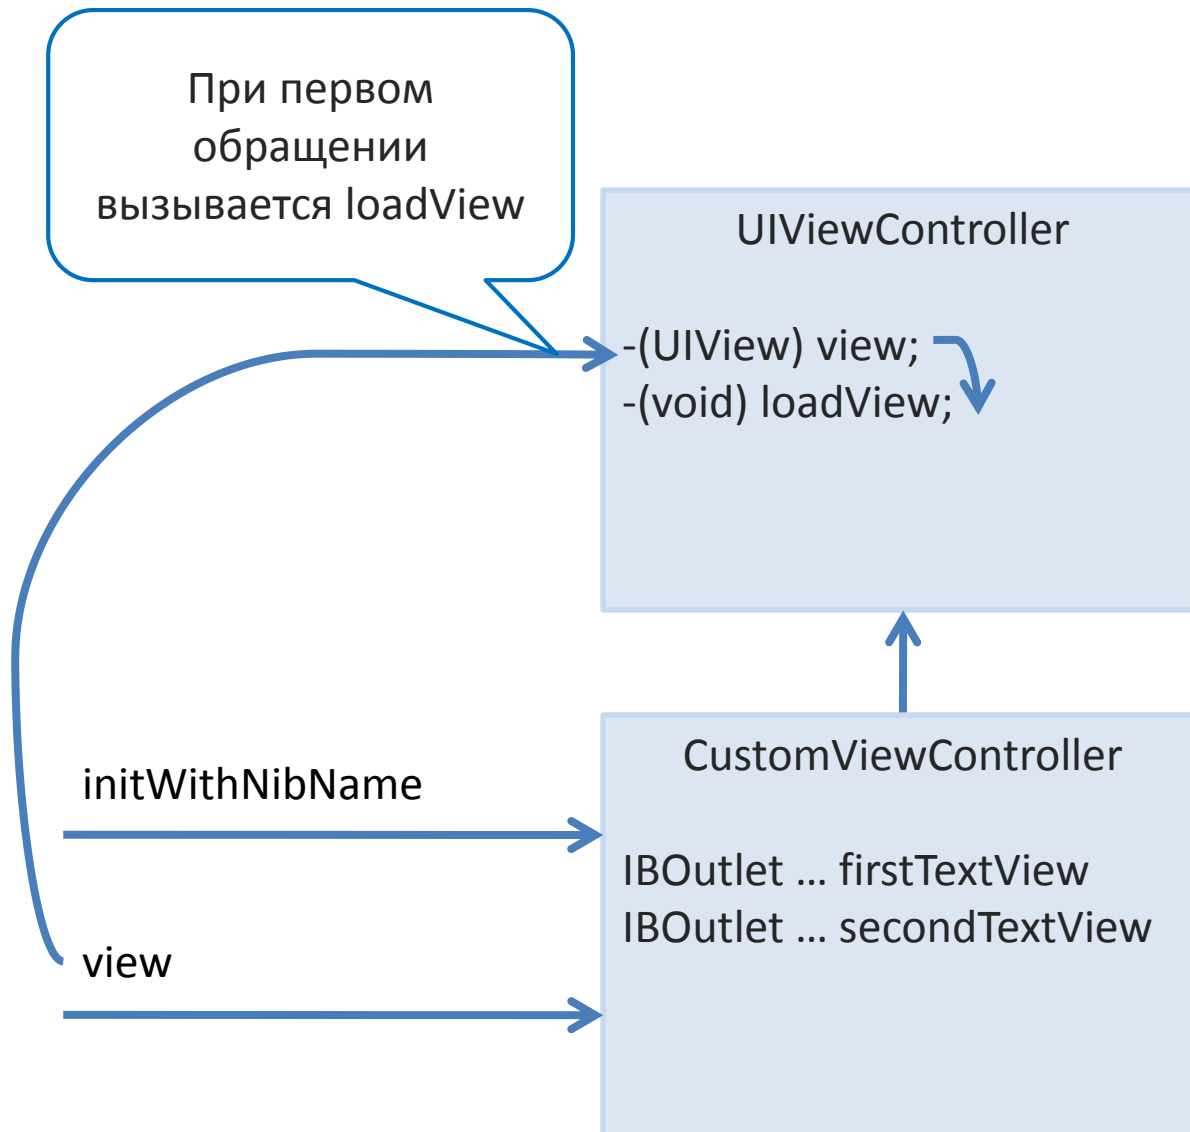 При первом
обращении
вызывается loadView
UIViewController
-(UIView) view;
-(void) loadView;
CustomViewController
initWithNibName
IBOutlet … firstTextView
IBOutlet … secondTextView
view